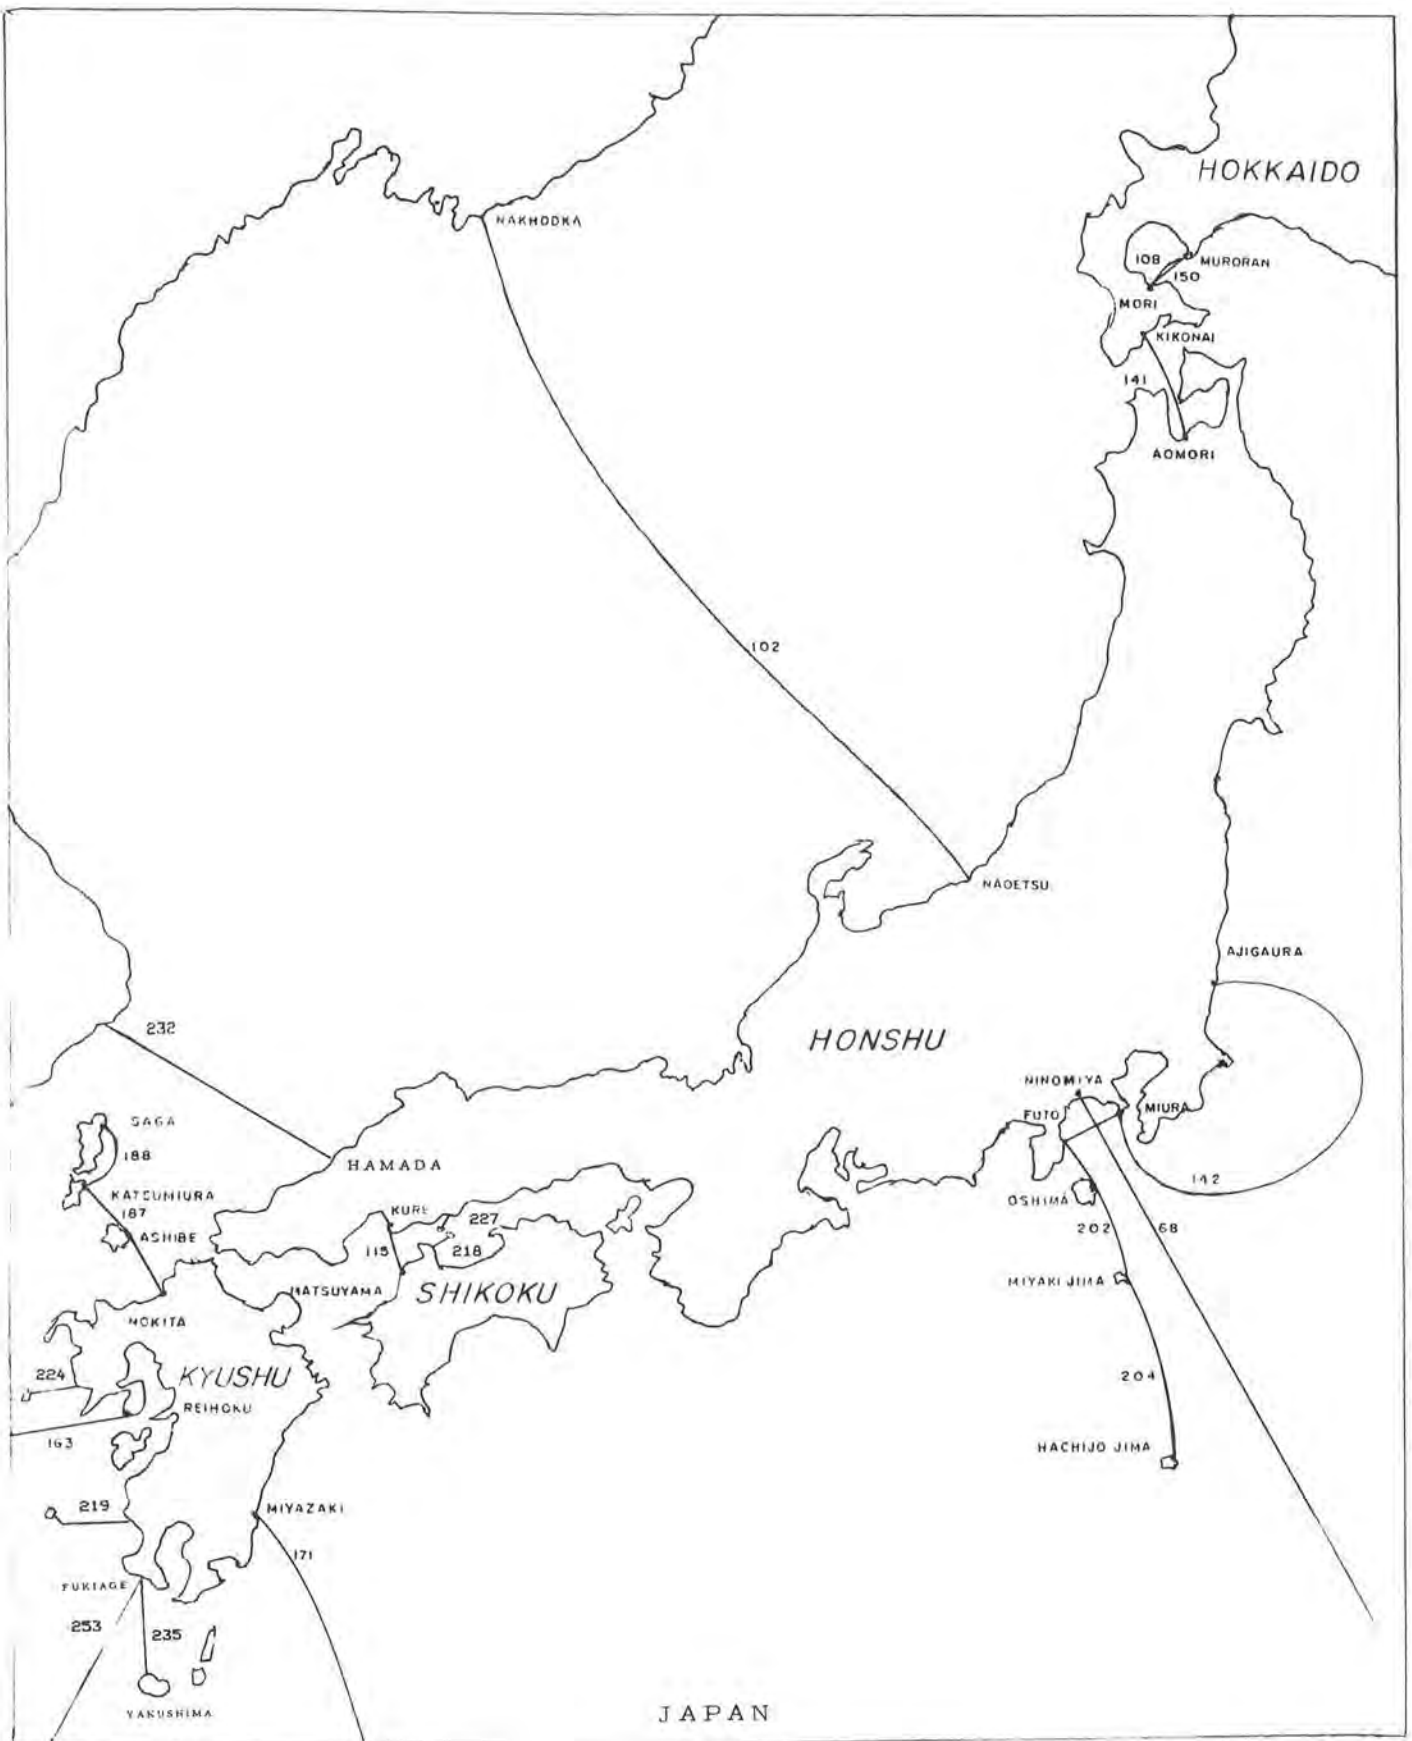 HOKKAIDO
NAKHODKA
108
MURORAN
150
MORI
KIKONAI
141
AOMORI
102
NAOETSU
AJIGAURA
232
HONSHU
NINOMIYA
SAGA
FUTO
MIURA
188
HAMADA
142
KATSUMIURA
OSHIMA
187
KURE
227
202
68
ASHIBE
115
218
MATSUYAMA
SHIKOKU
MIYAKI JIMA
NOKITA
224
KYUSHU
204
REIHOKU
163
HACHIJO JIMA
219
MIYAZAKI
171
FUKIAGE
253
235
YAKUSHIMA
JAPAN